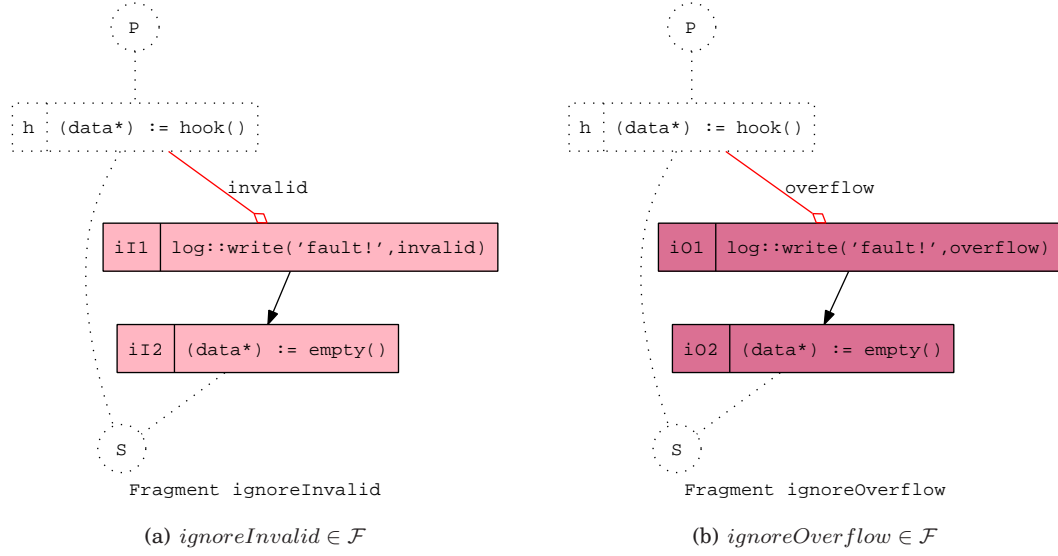 P
h (data*) := hook()
invalid
iI1 log::write('fault!',invalid)
iI2 (data*) := empty()
S
Fragment ignoreInvalid
(a) ignoreInvalid ∈ F
P
h (data*) := hook()
overflow
iO1 log::write('fault!',overflow)
iO2 (data*) := empty()
S
Fragment ignoreOverflow
(b) ignoreOverflow ∈ F